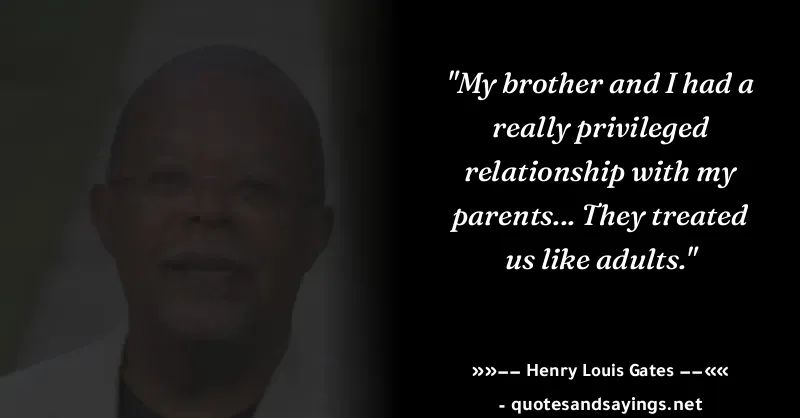 "My brother and I had a
really privileged
relationship with my
parents... They treated
us like adults."
»»−− Henry Louis Gates −−««
- quotesandsayings.net